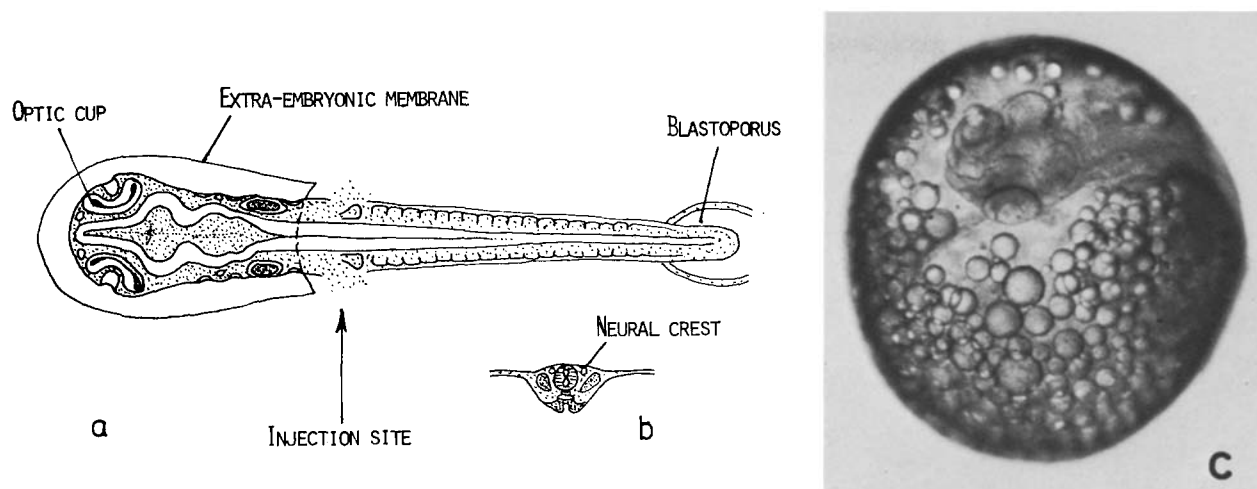 OPTIC CUP
EXTRA-EMBRYONIC MEMBRANE
BLASTOPORUS
NEURAL CREST
INJECTION SITE
a
b
C